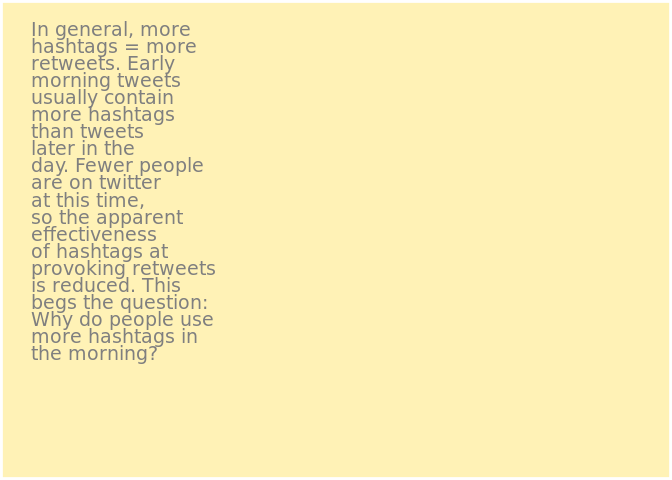 In general, more
hashtags = more
retweets. Early
morning tweets
usually contain
more hashtags
than tweets
later in the
day. Fewer people
are on twitter
at this time,
so the apparent
effectiveness
of hashtags at
provoking retweets
is reduced. This
begs the question:
Why do people use
more hashtags in
the morning?